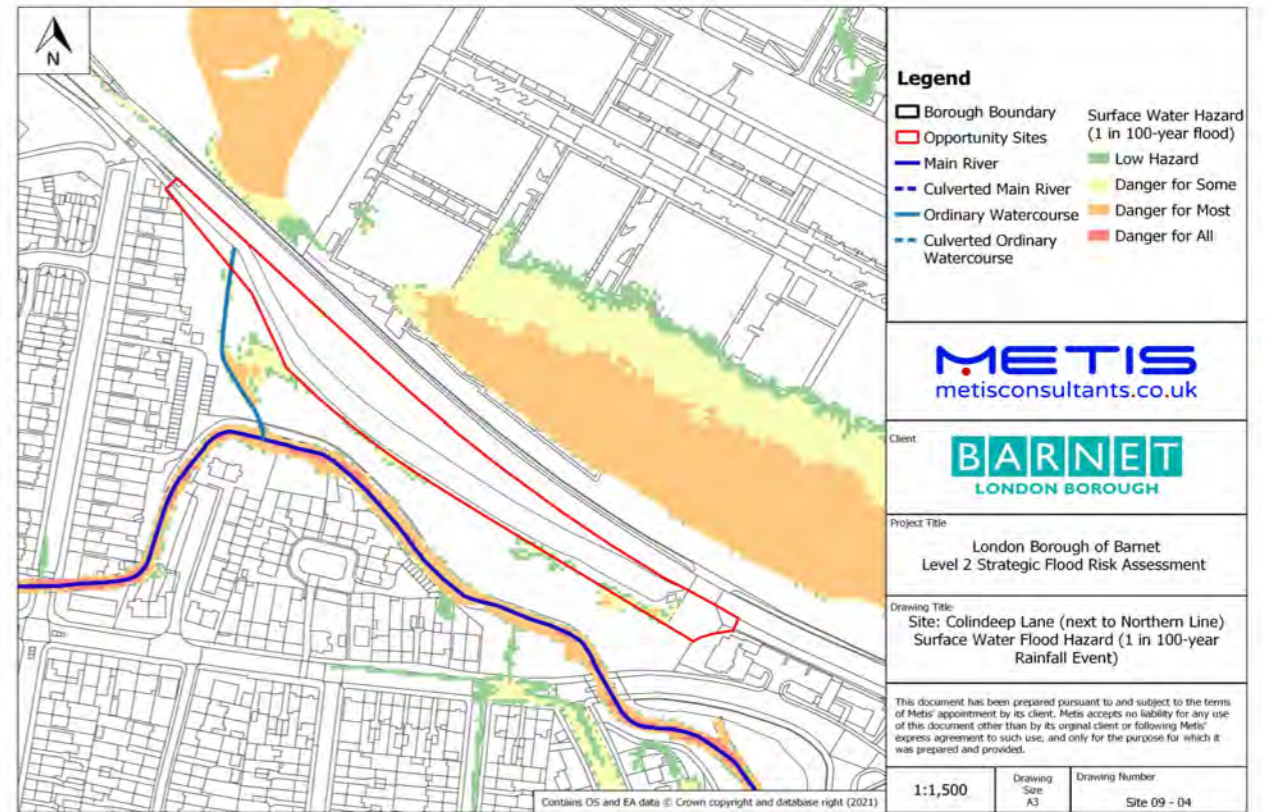 N
Legend
Borough Boundary
Opportunity Sites
Main River
Culverted Main River
Ordinary Watercourse
Culverted Ordinary
Watercourse
Surface Water Hazard
(1 in 100-year flood)
Low Hazard
Danger for Some
Danger for Most
Danger for All
METIS
metisconsultants.co.uk
Client
BARNET
LONDON BOROUGH
Project Title
London Borough of Barnet
Level 2 Strategic Flood Risk Assessment
Drawing Title
Site: Colindeep Lane (next to Northern Line)
Surface Water Flood Hazard (1 in 100-year
Rainfall Event)
This document has been prepared pursuant to and subject to the terms
of Metis' appointment by its client. Metis accepts no liability for any use
of this document other than by its orginal client or following Metis'
express agreement to such use, and only for the purpose for which it
was prepared and provided.
1:1,500
Drawing
Size
A3
Drawing Number
Site 09 - 04
Contains OS and EA data © Crown copyright and database right (2021)